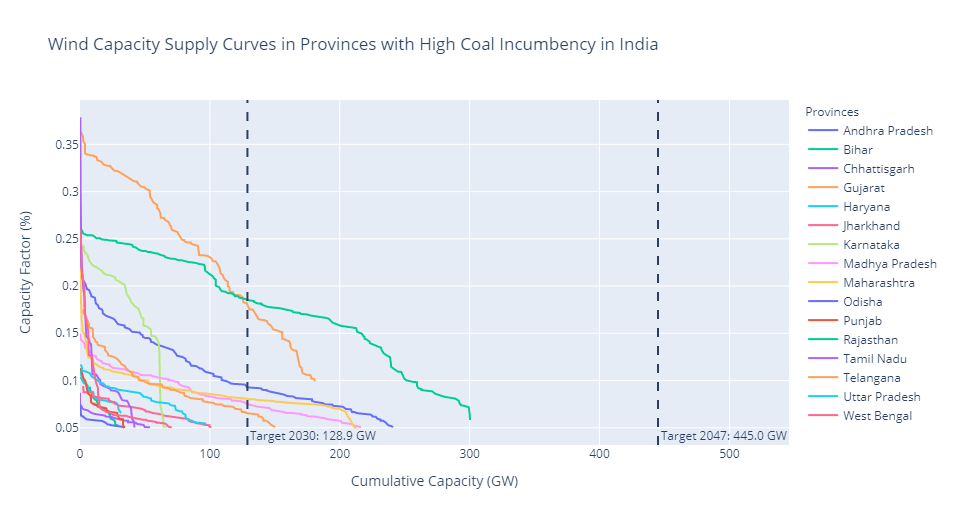 Wind Capacity Supply Curves in Provinces with High Coal Incumbency in India
Provinces
Andhra Pradesh
Bihar
Chhattisgarh
Gujarat
Haryana
Jharkhand
Karnataka
Madhya Pradesh
Maharashtra
Odisha
Punjab
Rajasthan
Tamil Nadu
Telangana
Uttar Pradesh
West Bengal
Capacity Factor (%)
0.35
0.3
0.25
0.2
0.15
0.1
0.05
Target 2030: 128.9 GW
Target 2047: 445.0 GW
0 100 200 300 400 500
Cumulative Capacity (GW)